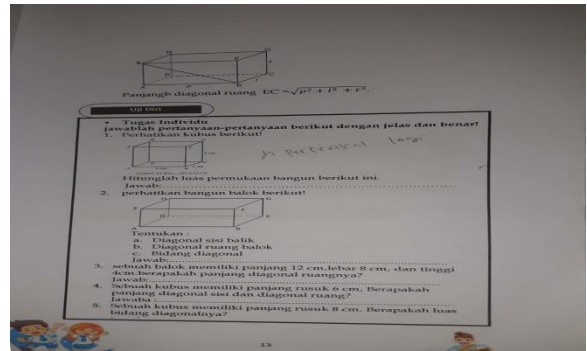 Panjangb diagonal ruang EC = √p² + l² + t².
Uji Diri
• Tugas Individu
Jawablah pertanyaan-pertanyaan berikut dengan jelas dan benar!
1. Perhatikan kubus berikut!
Hitunglah luas permukaan bangun berikut ini.
Jawab:
2. perhatikan bangun balok berikut!
Tentukan :
a. Diagonal sisi balik
b. Diagonal ruang balok
c. Bidang diagonal
Jawab:
3. sebuah balok memiliki panjang 12 cm,lebar 8 cm, dan tinggi
4cm.berapakah panjang diagonal ruangnya?
Jawab:
4. Sebuah kubus memiliki panjang rusuk 6 cm. Berapakah
panjang diagonal sisi dan diagonal ruang?
Jawaba :
5. Sebuah kubus memiliki panjang rusuk 8 cm. Berapakah luas
bidang diagonalnya?
13